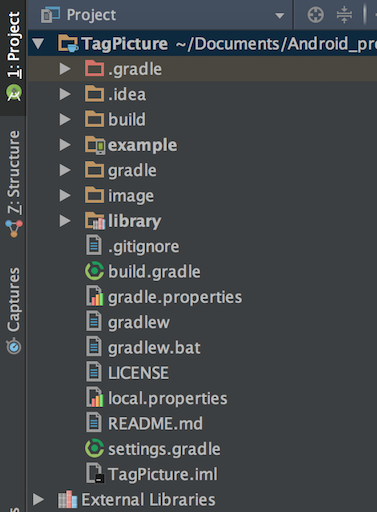 Project
TagPicture ~/Documents/Android_pro
.gradle
.idea
build
example
gradle
image
library
.gitignore
build.gradle
gradle.properties
gradlew
gradlew.bat
LICENSE
local.properties
README.md
settings.gradle
TagPicture.iml
External Libraries
1: Project
Z: Structure
Captures